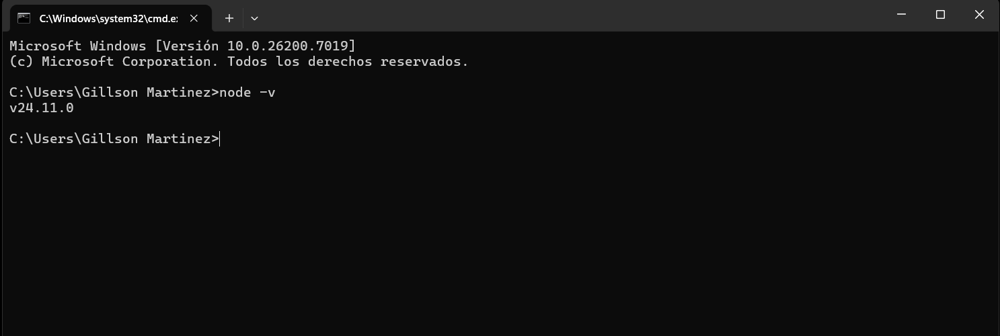 C:\Windows\system32\cmd.e
Microsoft Windows [Versión 10.0.26200.7019]
(c) Microsoft Corporation. Todos los derechos reservados.
C:\Users\Gillson Martinez>node -v
v24.11.0
C:\Users\Gillson Martinez>